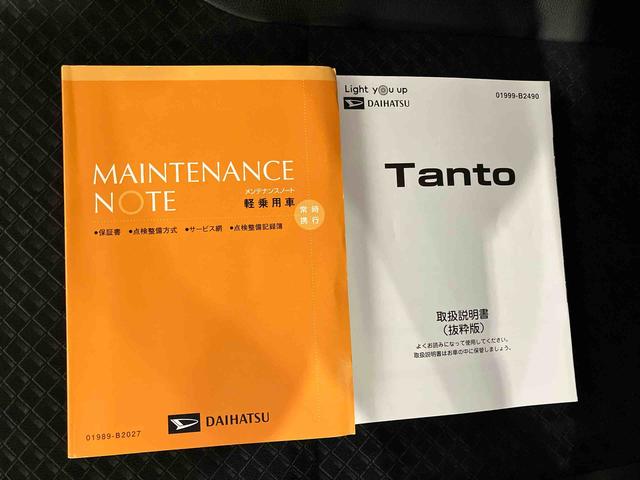 MAINTENANCE
NOTE
メンテナンスノート
軽乗用車
常時
携行
●保証書 ●点検整備方式 ●サービス網 ●点検整備記録簿
DAIHATSU
01989-B2027
Light you up
DAIHATSU
01999-B2490
Tanto
取扱説明書
(抜粋版)
よくお読みになって使用してください。
取扱説明書はお車の中に保管しましょう。